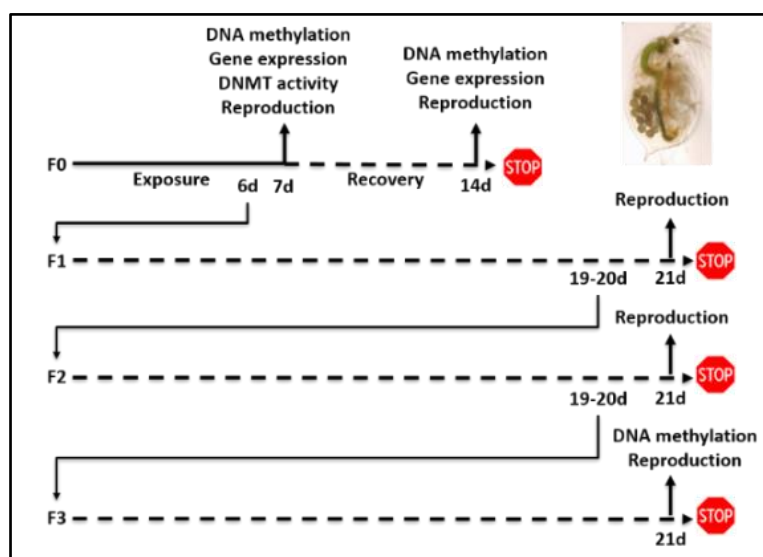 DNA methylation
Gene expression
DNMT activity
Reproduction
DNA methylation
Gene expression
Reproduction
F0
Exposure
6d
7d
Recovery
14d
STOP
Reproduction
F1
19-20d
21d
STOP
Reproduction
F2
19-20d
21d
STOP
DNA methylation
Reproduction
F3
21d
STOP